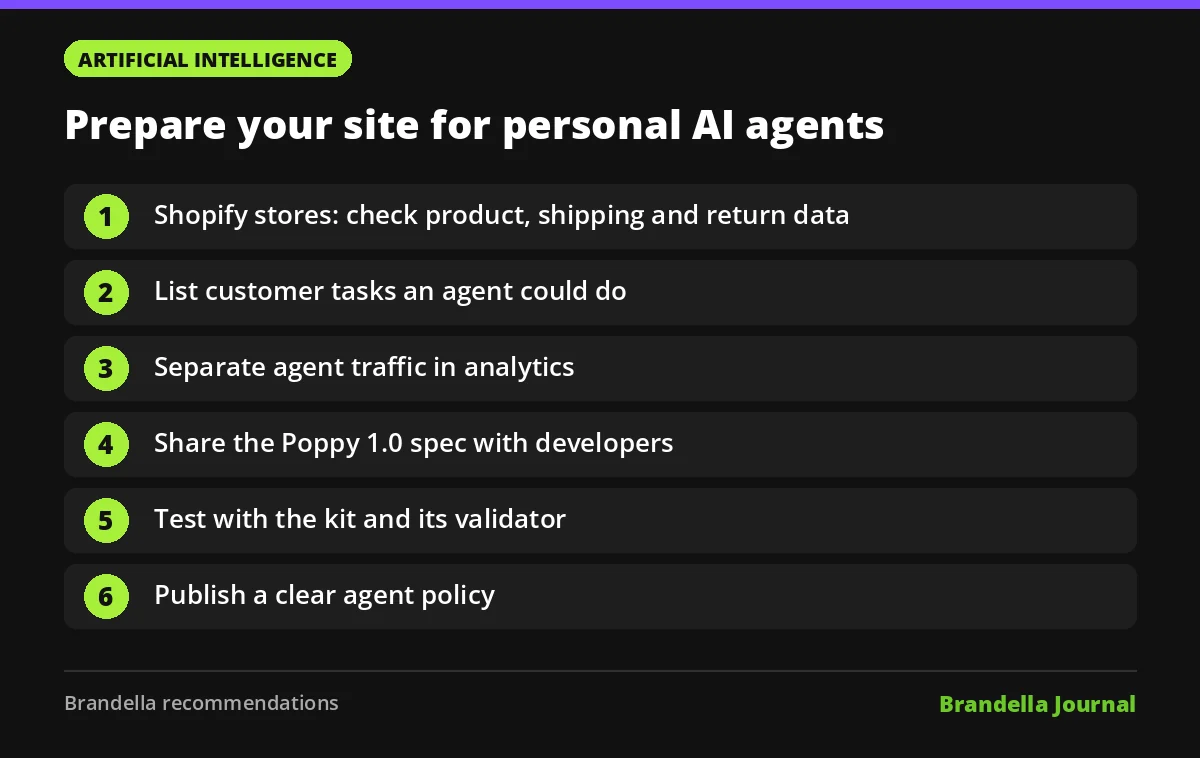 ARTIFICIAL INTELLIGENCE
Prepare your site for personal AI agents
1 Shopify stores: check product, shipping and return data
2 List customer tasks an agent could do
3 Separate agent traffic in analytics
4 Share the Poppy 1.0 spec with developers
5 Test with the kit and its validator
6 Publish a clear agent policy
Brandella recommendations
Brandella Journal